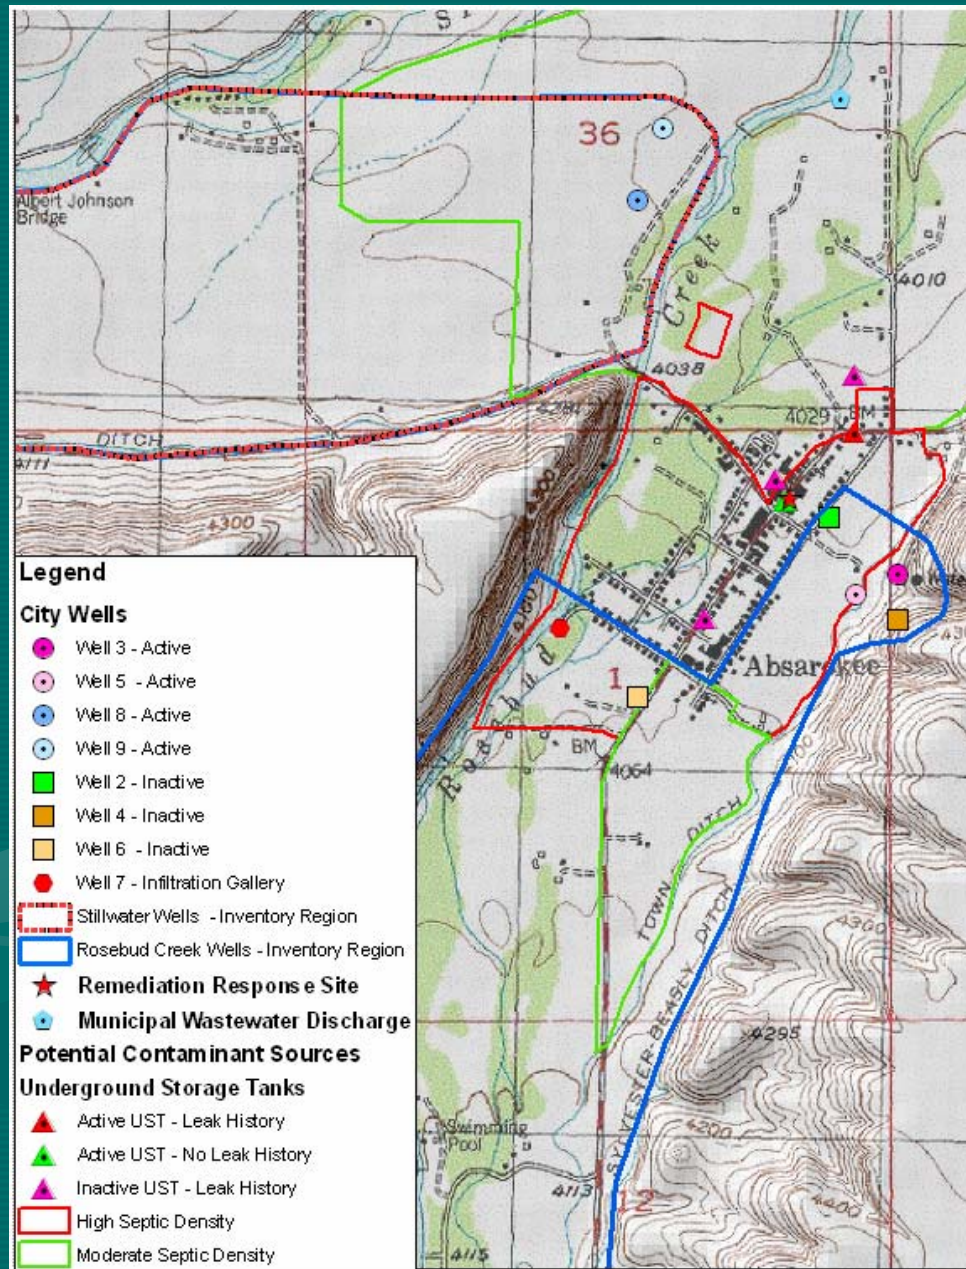 36
Albert Johnson
Bridge
Creek
4010
4038
4029
BM
DITCH
4111
4300
4300
4100
Absarokee
1
Rosebud
BM
4064
4300
TOWN DITCH
SYLVESTER-BEASLY DITCH
4295
4200
4400
12
Swimming
Pool
4113
4115
Legend
City Wells
Well 3 - Active
Well 5 - Active
Well 8 - Active
Well 9 - Active
Well 2 - Inactive
Well 4 - Inactive
Well 6 - Inactive
Well 7 - Infiltration Gallery
Stillwater Wells - Inventory Region
Rosebud Creek Wells - Inventory Region
Remediation Response Site
Municipal Wastewater Discharge
Potential Contaminant Sources
Underground Storage Tanks
Active UST - Leak History
Active UST - No Leak History
Inactive UST - Leak History
High Septic Density
Moderate Septic Density